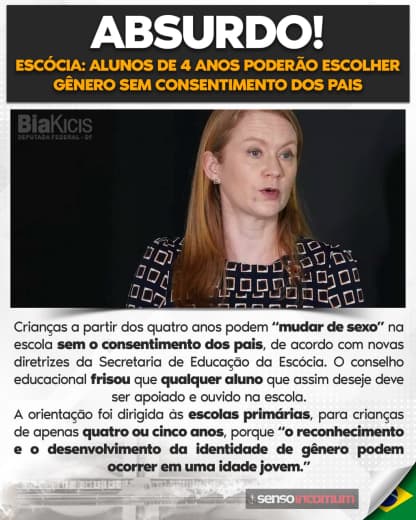 ABSURDO!
ESCÓCIA: ALUNOS DE 4 ANOS PODERÃO ESCOLHER
GÊNERO SEM CONSENTIMENTO DOS PAIS
BiaKicis
DEPUTADA FEDERAL - DF
Crianças a partir dos quatro anos podem “mudar de sexo” na
escola sem o consentimento dos pais, de acordo com novas
diretrizes da Secretaria de Educação da Escócia. O conselho
educacional frisou que qualquer aluno que assim deseje deve
ser apoiado e ouvido na escola.
A orientação foi dirigida às escolas primárias, para crianças
de apenas quatro ou cinco anos, porque “o reconhecimento
e o desenvolvimento da identidade de gênero podem
ocorrer em uma idade jovem.”
sensoincomum